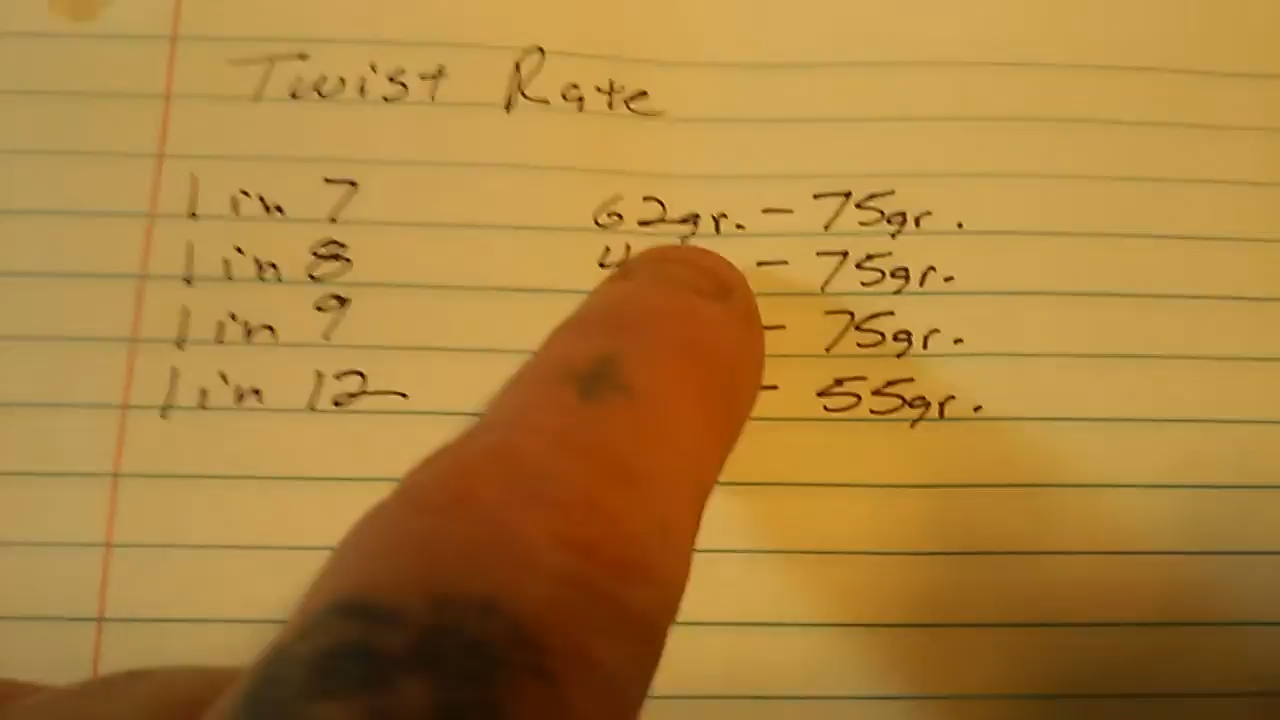 Twist Rate
1 in 7 62gr. - 75gr.
1 in 8 - 75gr.
1 in 9 - 75gr.
1 in 12 - 55gr.